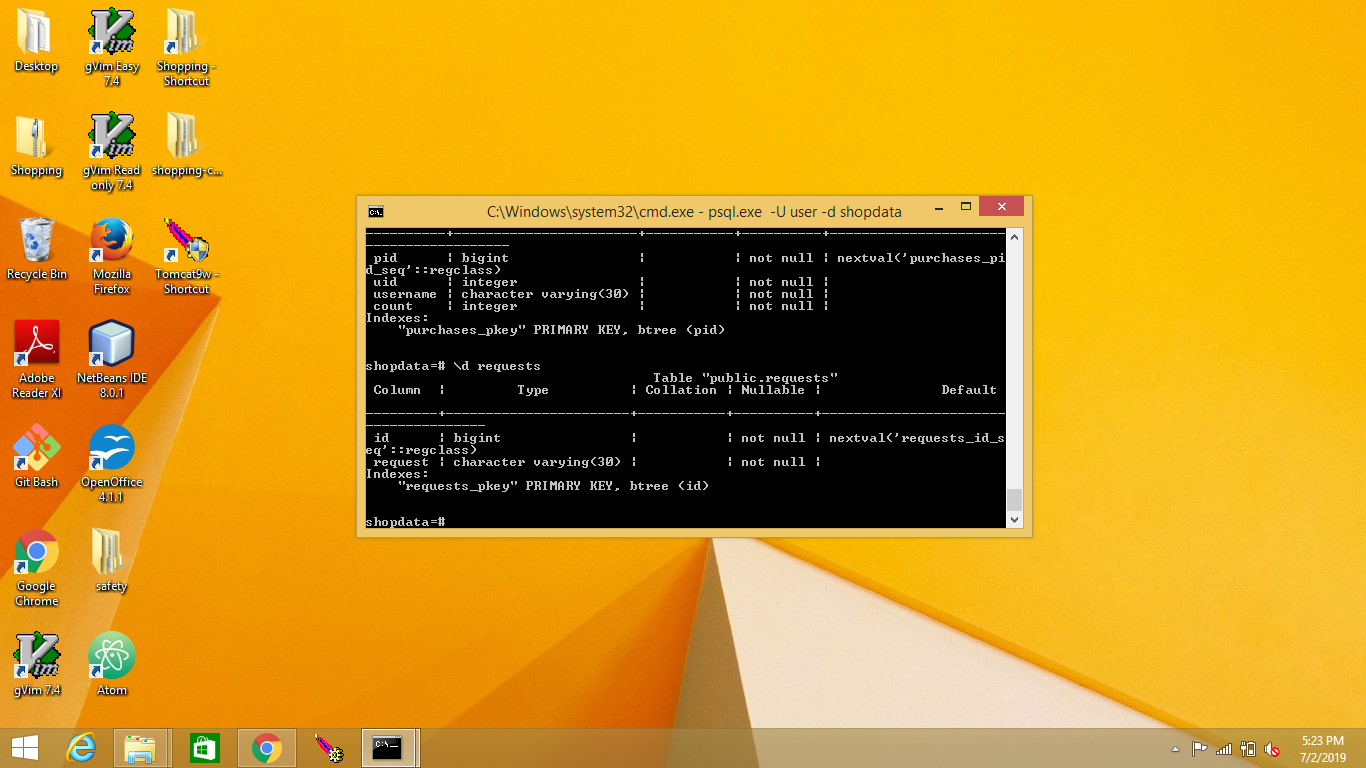 Desktop
gVim Easy
7.4
Shopping -
Shortcut
Shopping
gVim Read
only 7.4
shopping-c...
Recycle Bin
Mozilla
Firefox
Tomcat9w -
Shortcut
Adobe
Reader XI
NetBeans IDE
8.0.1
Git Bash
OpenOffice
4.1.1
Google
Chrome
safety
gVim 7.4
Atom
C:\Windows\system32\cmd.exe - psql.exe  -U user -d shopdata
----------+------------------------+------------+----------+----------------------
------------------
 pid      | bigint                |            | not null | nextval('purchases_pi
d_seq'::regclass)
 uid      | integer               |            | not null |
 username | character varying(30) |            | not null |
 count    | integer               |            | not null |
Indexes:
    "purchases_pkey" PRIMARY KEY, btree (pid)
shopdata=# \d requests
                                    Table "public.requests"
 Column  |         Type          | Collation | Nullable |               Default
---------+-----------------------+-----------+----------+----------------------
---------------
 id      | bigint                |           | not null | nextval('requests_id_s
eq'::regclass)
 request | character varying(30) |           | not null |
Indexes:
    "requests_pkey" PRIMARY KEY, btree (id)
shopdata=#
5:23 PM
7/2/2019